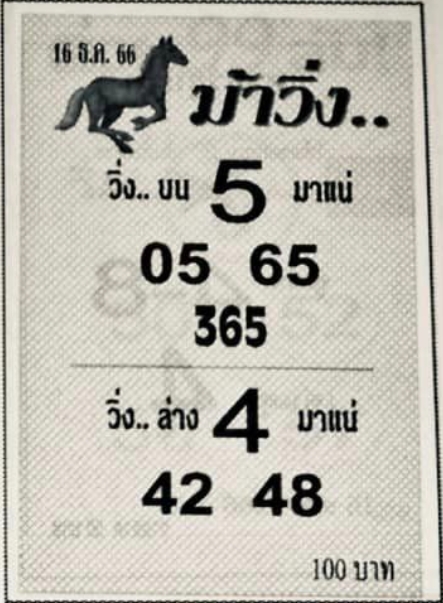 16 ธ.ค. 66
ม้าวิ่ง..
วิ่ง.. บน 5 มาแน่
05 65
365
วิ่ง.. ล่าง 4 มาแน่
42 48
100 บาท